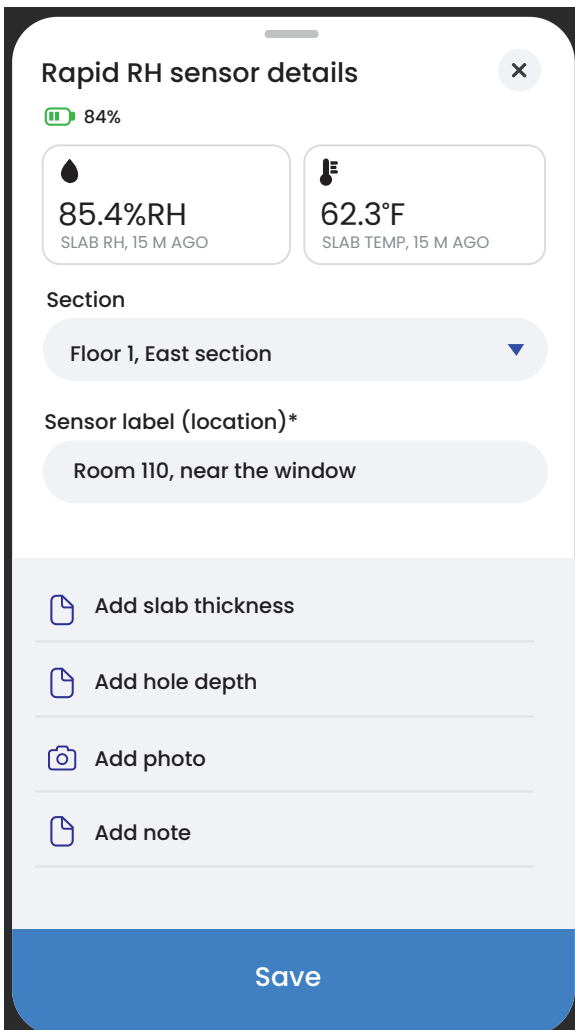 Rapid RH sensor details
84%
85.4%RH
SLAB RH, 15 M AGO
62.3°F
SLAB TEMP, 15 M AGO
Section
Floor 1, East section
Sensor label (location)*
Room 110, near the window
Add slab thickness
Add hole depth
Add photo
Add note
Save